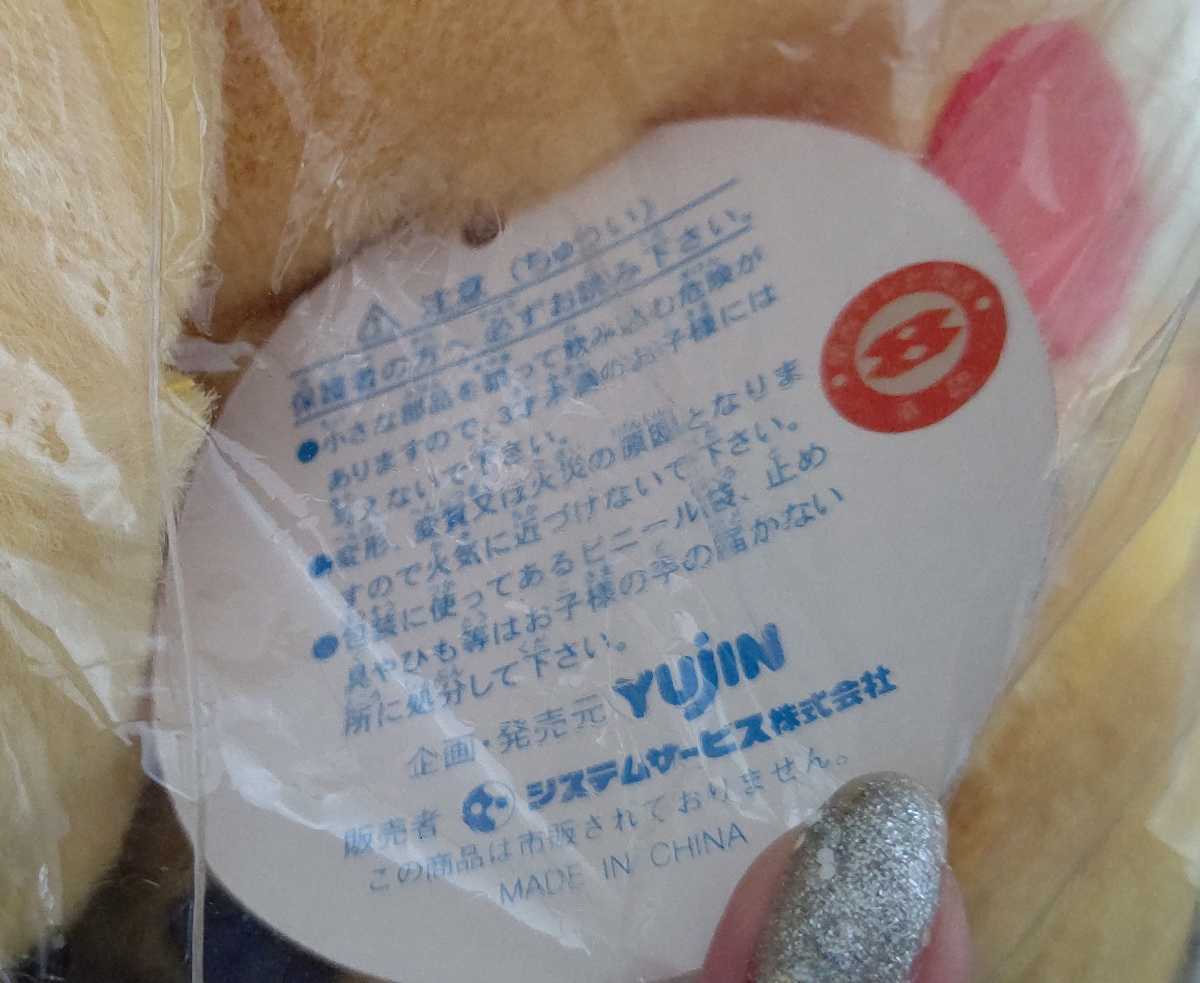 ⚠ 注意 (ちゅうい)
保護者の方へ 必ずお読み下さい。
●小さな部品を誤って飲み込む危険が
ありますので、3才未満のお子様には
与えないで下さい。
●変形、変質又は火災の原因となりま
すので火気に近づけないで下さい。
●包装に使ってあるビニール袋、止め
具やひも等はお子様の手の届かない
所に処分して下さい。
企画・発売元 YUJIN
販売者 システムサービス株式会社
この商品は市販されておりません。
MADE IN CHINA